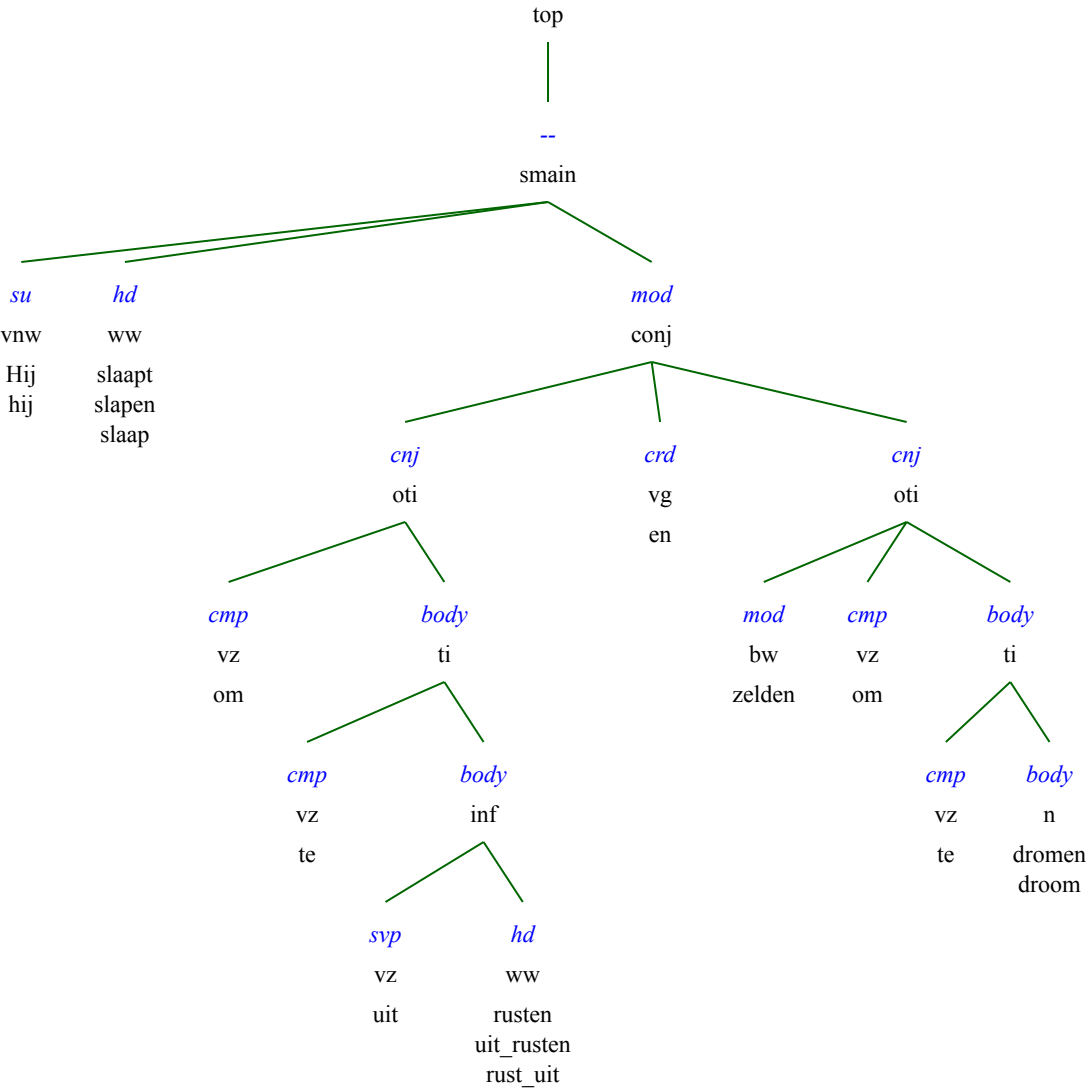 top
--
smain
su hd mod
vnw ww conj
Hij slaapt
hij slapen
slaap
cnj crd cnj
oti vg oti
en
cmp body mod cmp body
vz ti bw vz ti
om zelden om
cmp body cmp body
vz inf vz n
te te dromen
droom
svp hd
vz ww
uit rusten
uit_rusten
rust_uit